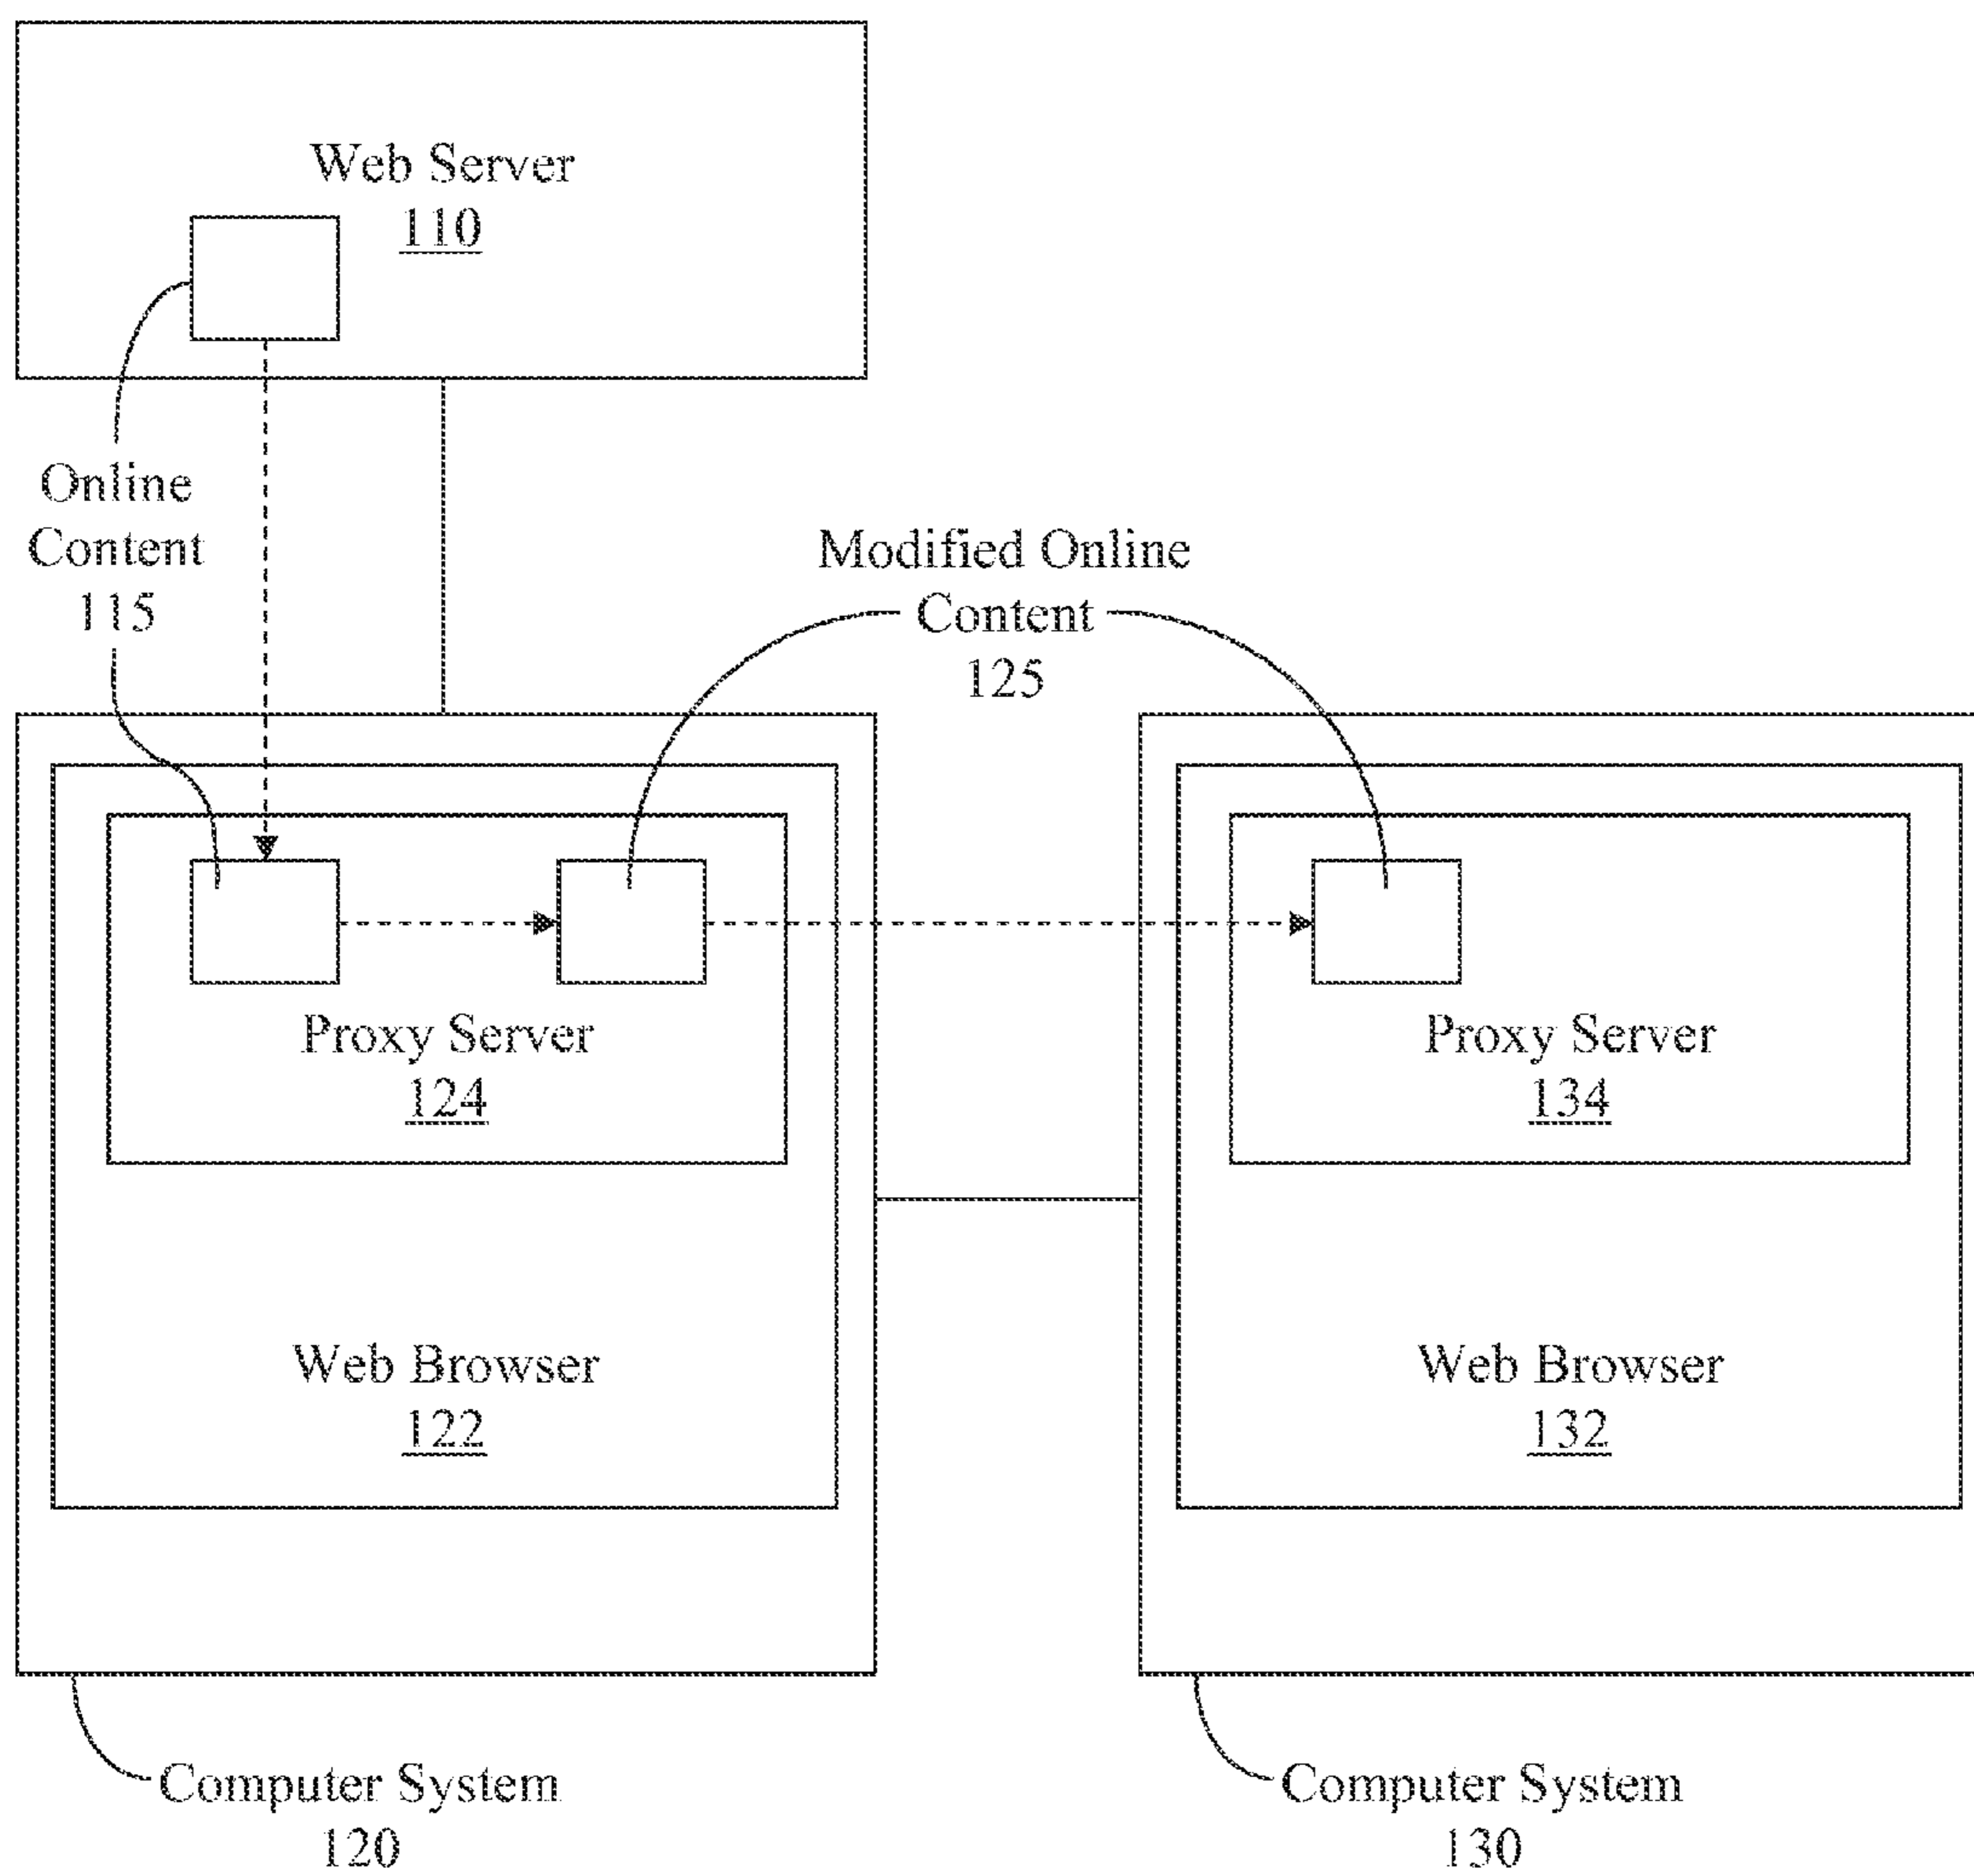 Web Server
110
Online
Content
115
Modified Online
Content
125
Proxy Server
124
Proxy Server
134
Web Browser
122
Web Browser
132
Computer System
120
Computer System
130